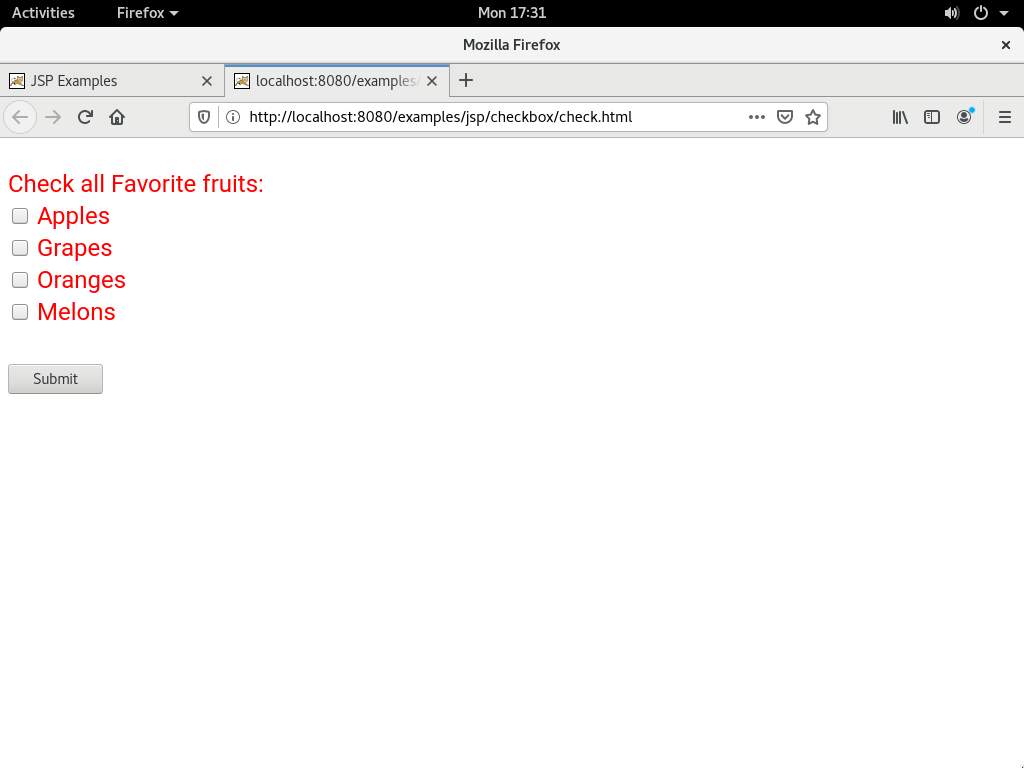 Activities Firefox Mon 17:31
Mozilla Firefox
JSP Examples localhost:8080/examples/
http://localhost:8080/examples/jsp/checkbox/check.html
Check all Favorite fruits:
Apples
Grapes
Oranges
Melons
Submit